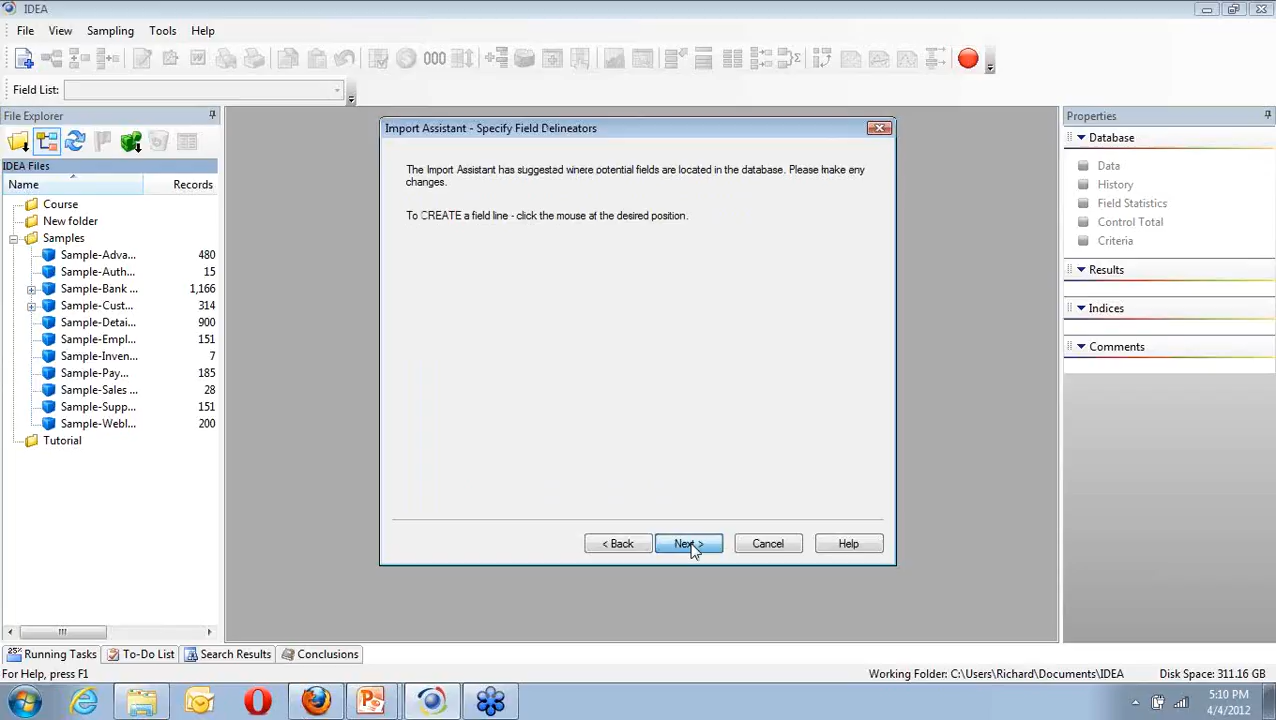 IDEA
File View Sampling Tools Help
Field List:
File Explorer
IDEA Files
Name Records
Course
New folder
Samples
Sample-Adva... 480
Sample-Auth... 15
Sample-Bank ... 1,166
Sample-Cust... 314
Sample-Detai... 900
Sample-Empl... 151
Sample-Inven... 7
Sample-Pay... 185
Sample-Sales ... 28
Sample-Supp... 151
Sample-Webl... 200
Tutorial
Import Assistant - Specify Field Delineators
The Import Assistant has suggested where potential fields are located in the database. Please make any
changes.
To CREATE a field line - click the mouse at the desired position.
< Back Next > Cancel Help
Properties
Database
Data
History
Field Statistics
Control Total
Criteria
Results
Indices
Comments
Running Tasks To-Do List Search Results Conclusions
For Help, press F1 Working Folder: C:\Users\Richard\Documents\IDEA Disk Space: 311.16 GB
5:10 PM
4/4/2012